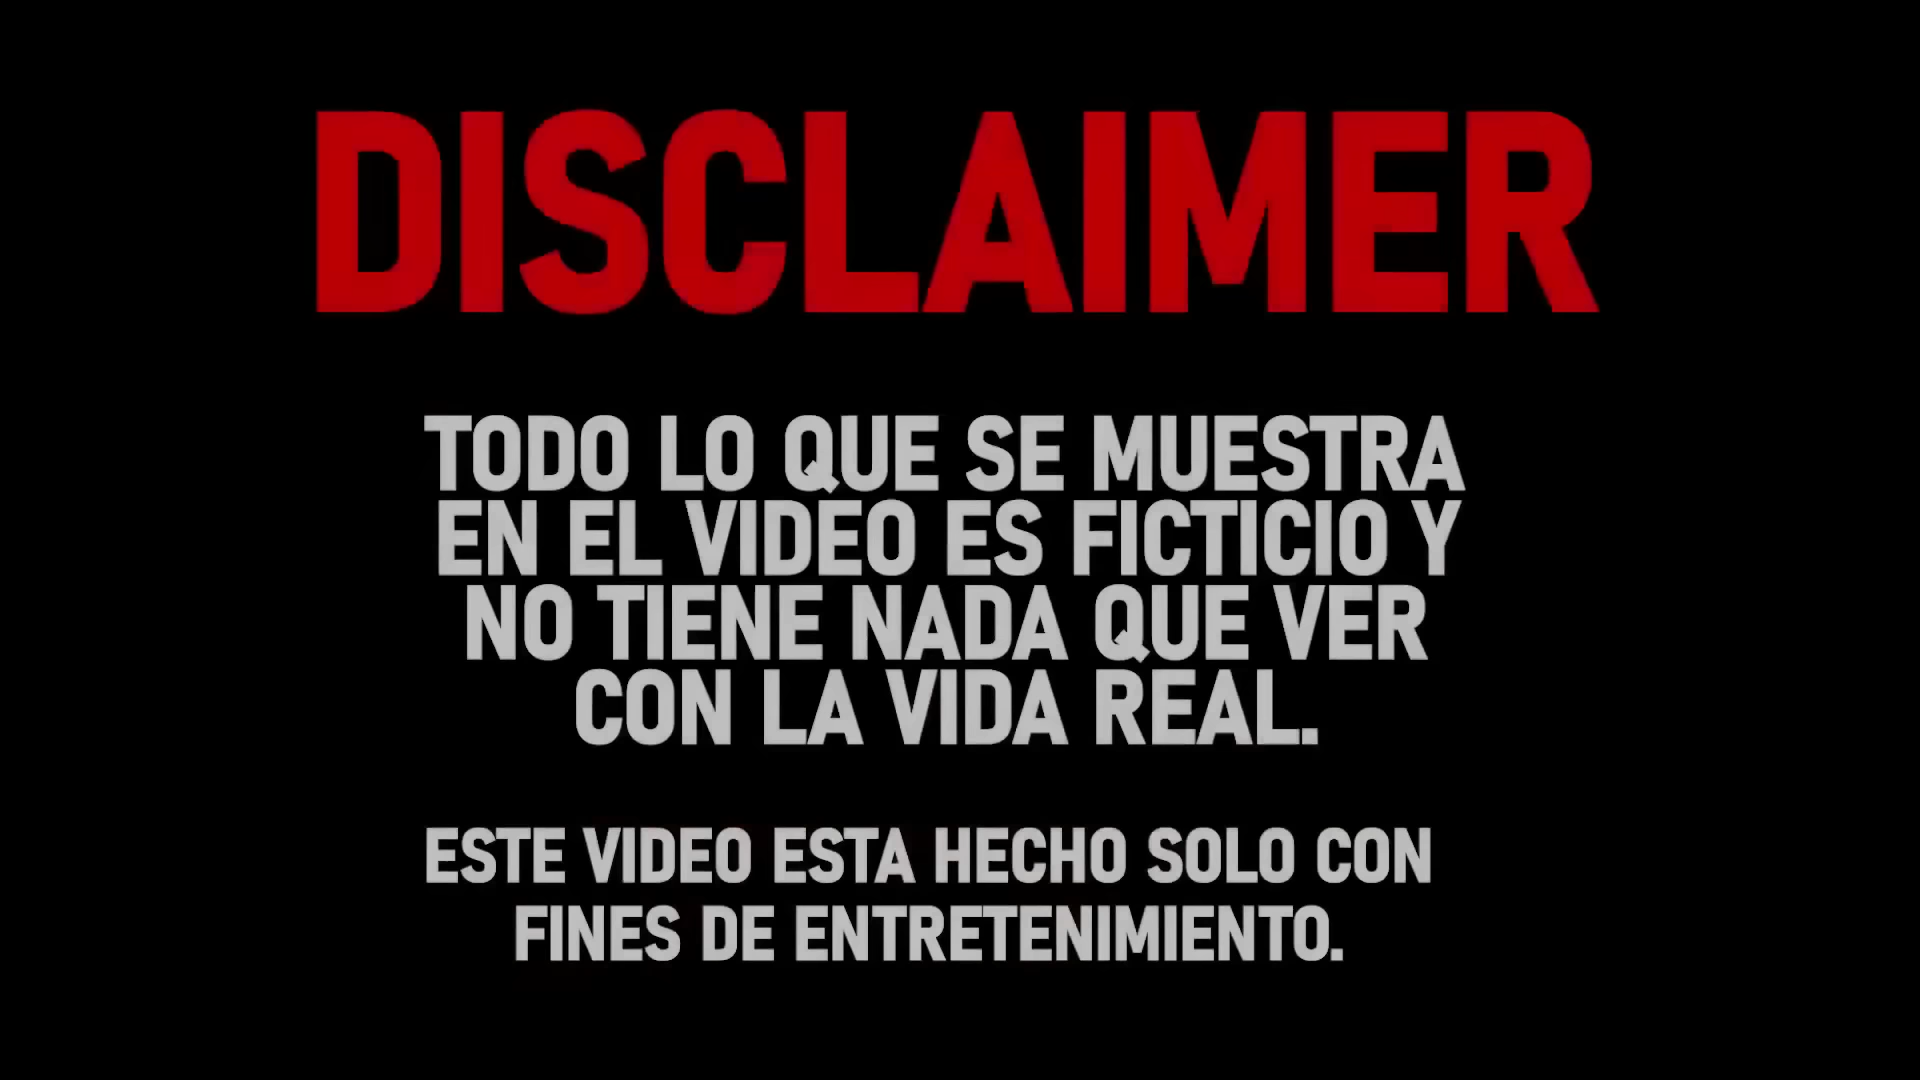 DISCLAIMER
TODO LO QUE SE MUESTRA
EN EL VIDEO ES FICTICIO Y
NO TIENE NADA QUE VER
CON LA VIDA REAL.
ESTE VIDEO ESTA HECHO SOLO CON
FINES DE ENTRETENIMIENTO.